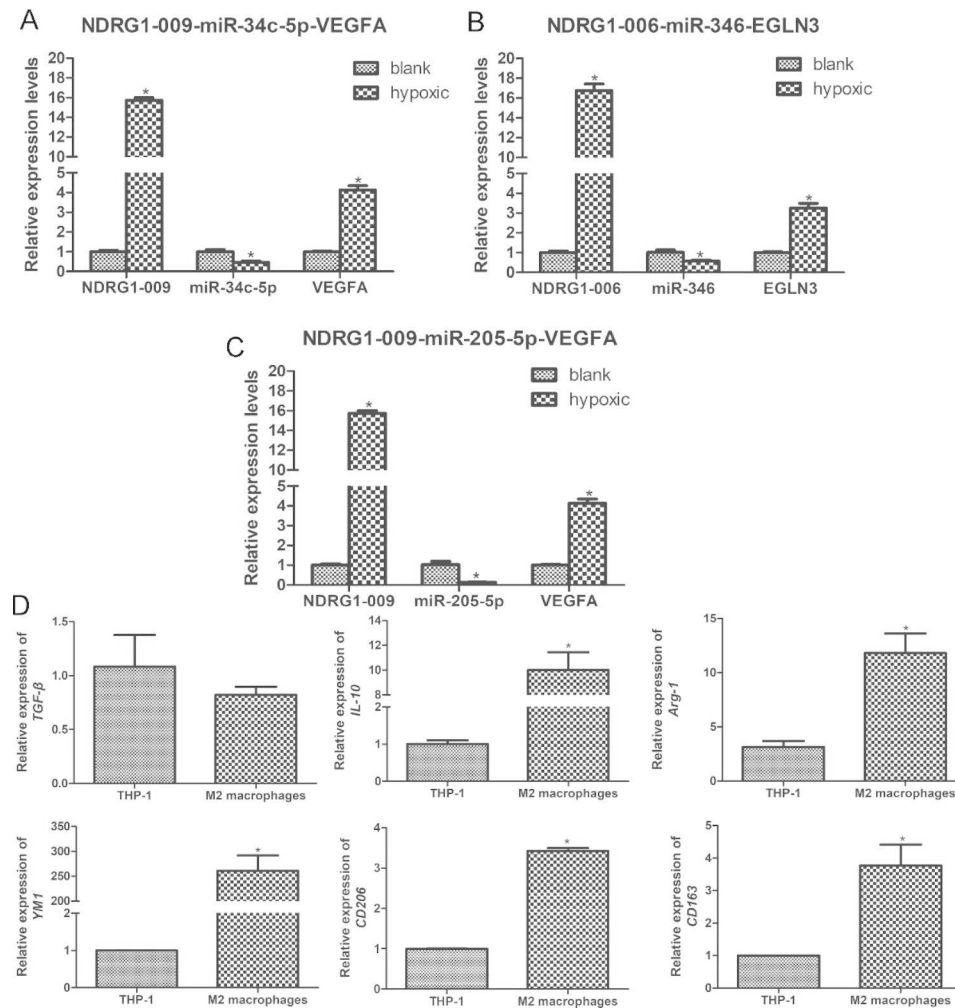 A
NDRG1-009-miR-34c-5p-VEGFA
Relative expression levels
20
18
16
14
12
10
6
4
3
2
1
0
*
*
*
blank
hypoxic
NDRG1-009 miR-34c-5p VEGFA
B
NDRG1-006-miR-346-EGLN3
Relative expression levels
20
18
16
14
12
10
5
4
3
2
1
0
*
*
*
blank
hypoxic
NDRG1-006 miR-346 EGLN3
C
NDRG1-009-miR-205-5p-VEGFA
Relative expression levels
20
18
16
14
12
10
6
5
4
3
2
1
0
*
*
*
blank
hypoxic
NDRG1-009 miR-205-5p VEGFA
D
Relative expression of
TGF-β
1.5
1.0
0.5
0.0
THP-1 M2 macrophages
Relative expression of
IL-10
14
12
10
8
2
1
0
*
THP-1 M2 macrophages
Relative expression of
Arg-1
15
10
5
0
*
THP-1 M2 macrophages
Relative expression of
YM1
350
300
250
200
2
1
0
*
THP-1 M2 macrophages
Relative expression of
CD206
4
3
2
1
0
*
THP-1 M2 macrophages
Relative expression of
CD163
5
4
3
2
1
0
*
THP-1 M2 macrophages